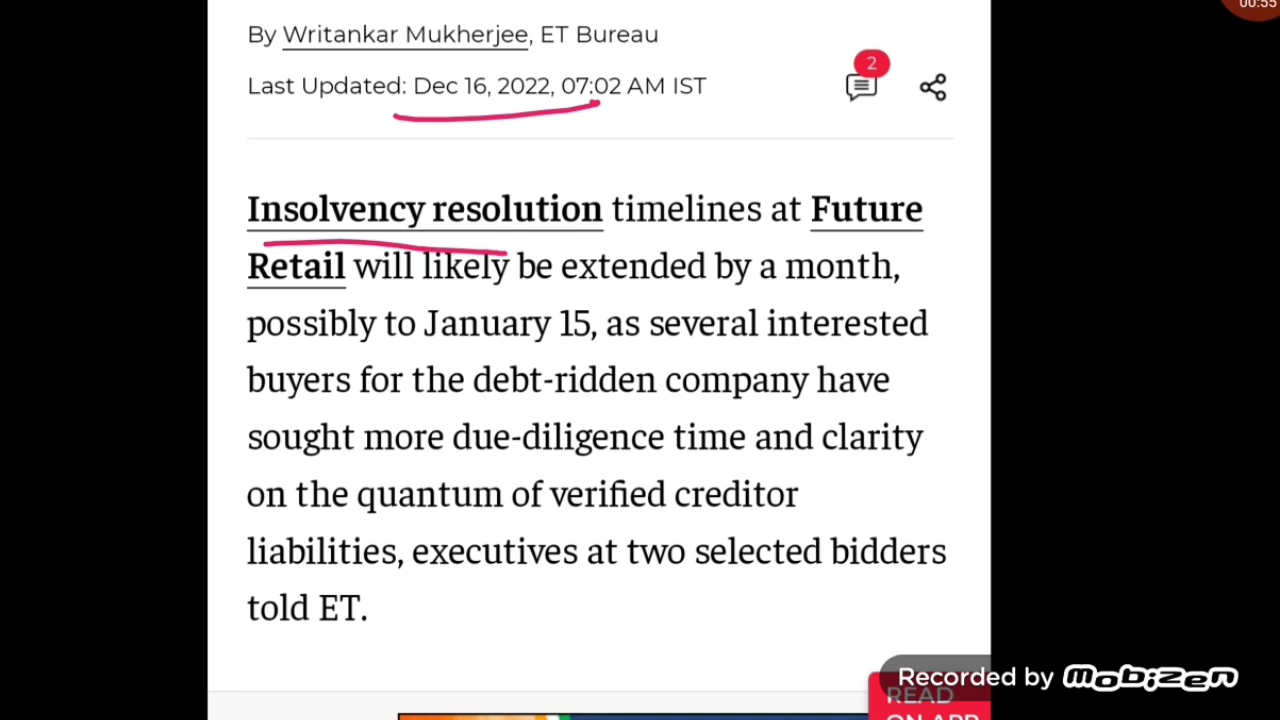 00:55
By Writankar Mukherjee, ET Bureau
2
Last Updated: Dec 16, 2022, 07:02 AM IST
Insolvency resolution timelines at Future
Retail will likely be extended by a month,
possibly to January 15, as several interested
buyers for the debt-ridden company have
sought more due-diligence time and clarity
on the quantum of verified creditor
liabilities, executives at two selected bidders
told ET.
Recorded by mobizen
READ
ON APP